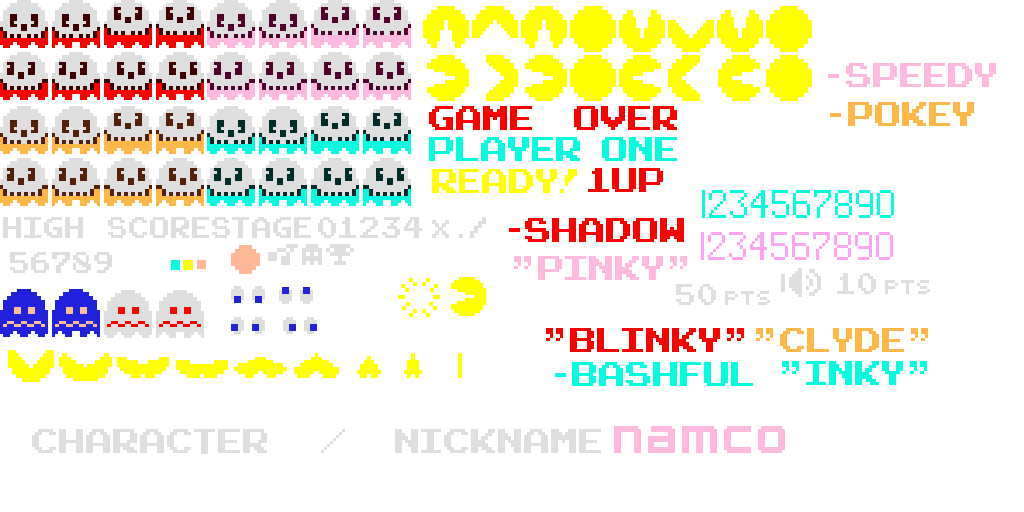 -SPEEDY
-POKEY
GAME OVER
PLAYER ONE
READY! 1UP
1234567890
HIGH SCORESTAGE01234 x./
-SHADOW
1234567890
56789
"PINKY"
50 PTS
10 PTS
"BLINKY" "CLYDE"
-BASHFUL "INKY"
CHARACTER / NICKNAME namco